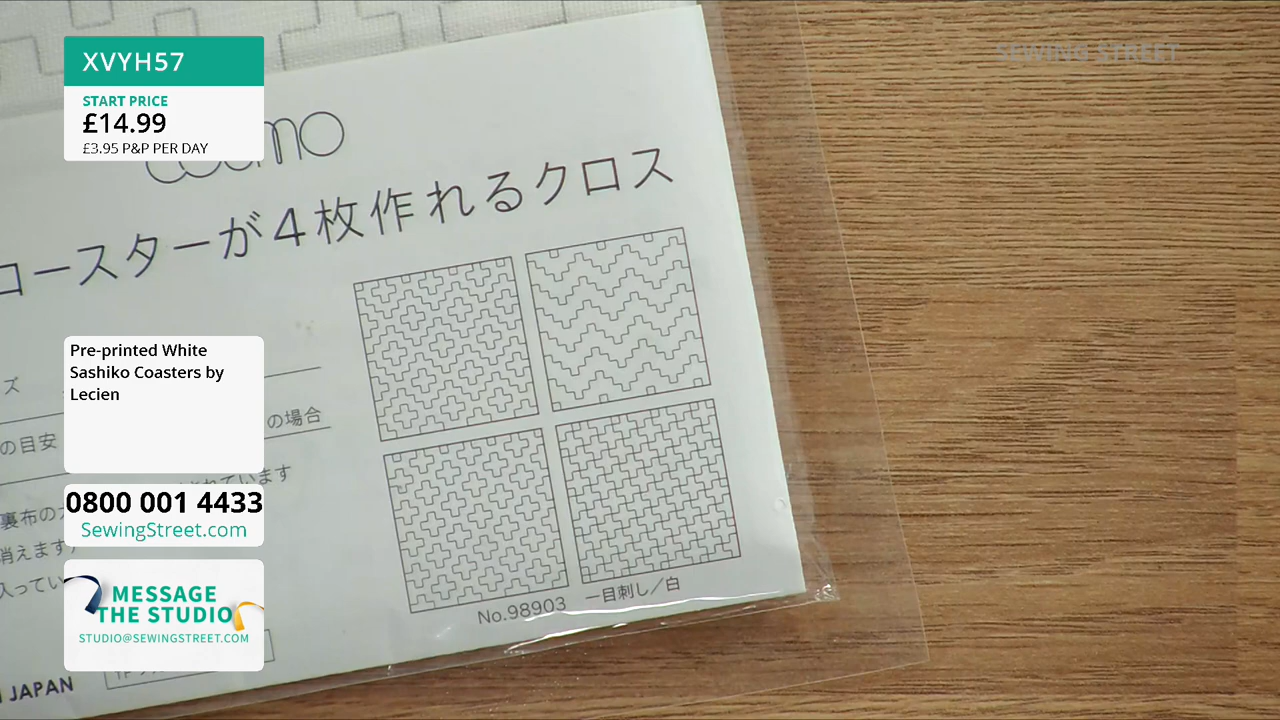 XVYH57
START PRICE
£14.99
£3.95 P&P PER DAY
SEWING STREET
コースターが4枚作れるクロス
ズ
の目安
の場合
Pre-printed White
Sashiko Coasters by
Lecien
ています
裏布の
消えます
入ってい
0800 001 4433
SewingStreet.com
MESSAGE
THE STUDIO
STUDIO@SEWINGSTREET.COM
No.98903 一目刺し／白
JAPAN